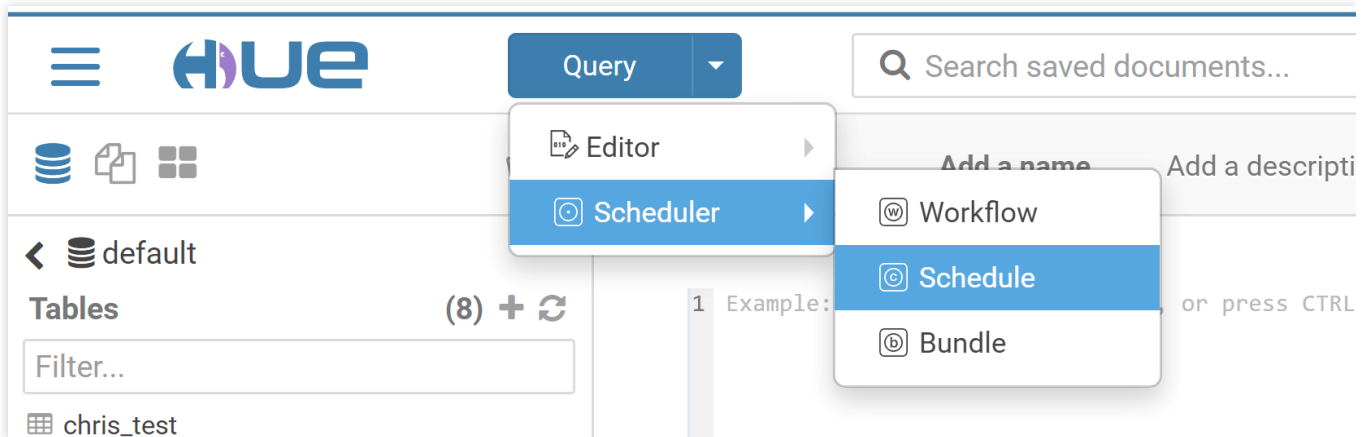 HUE
Query
Search saved documents...
Editor
Add a name
Add a descripti
Scheduler
Workflow
default
Schedule
Tables (8)
1 Example: , or press CTRL
Bundle
Filter...
chris_test